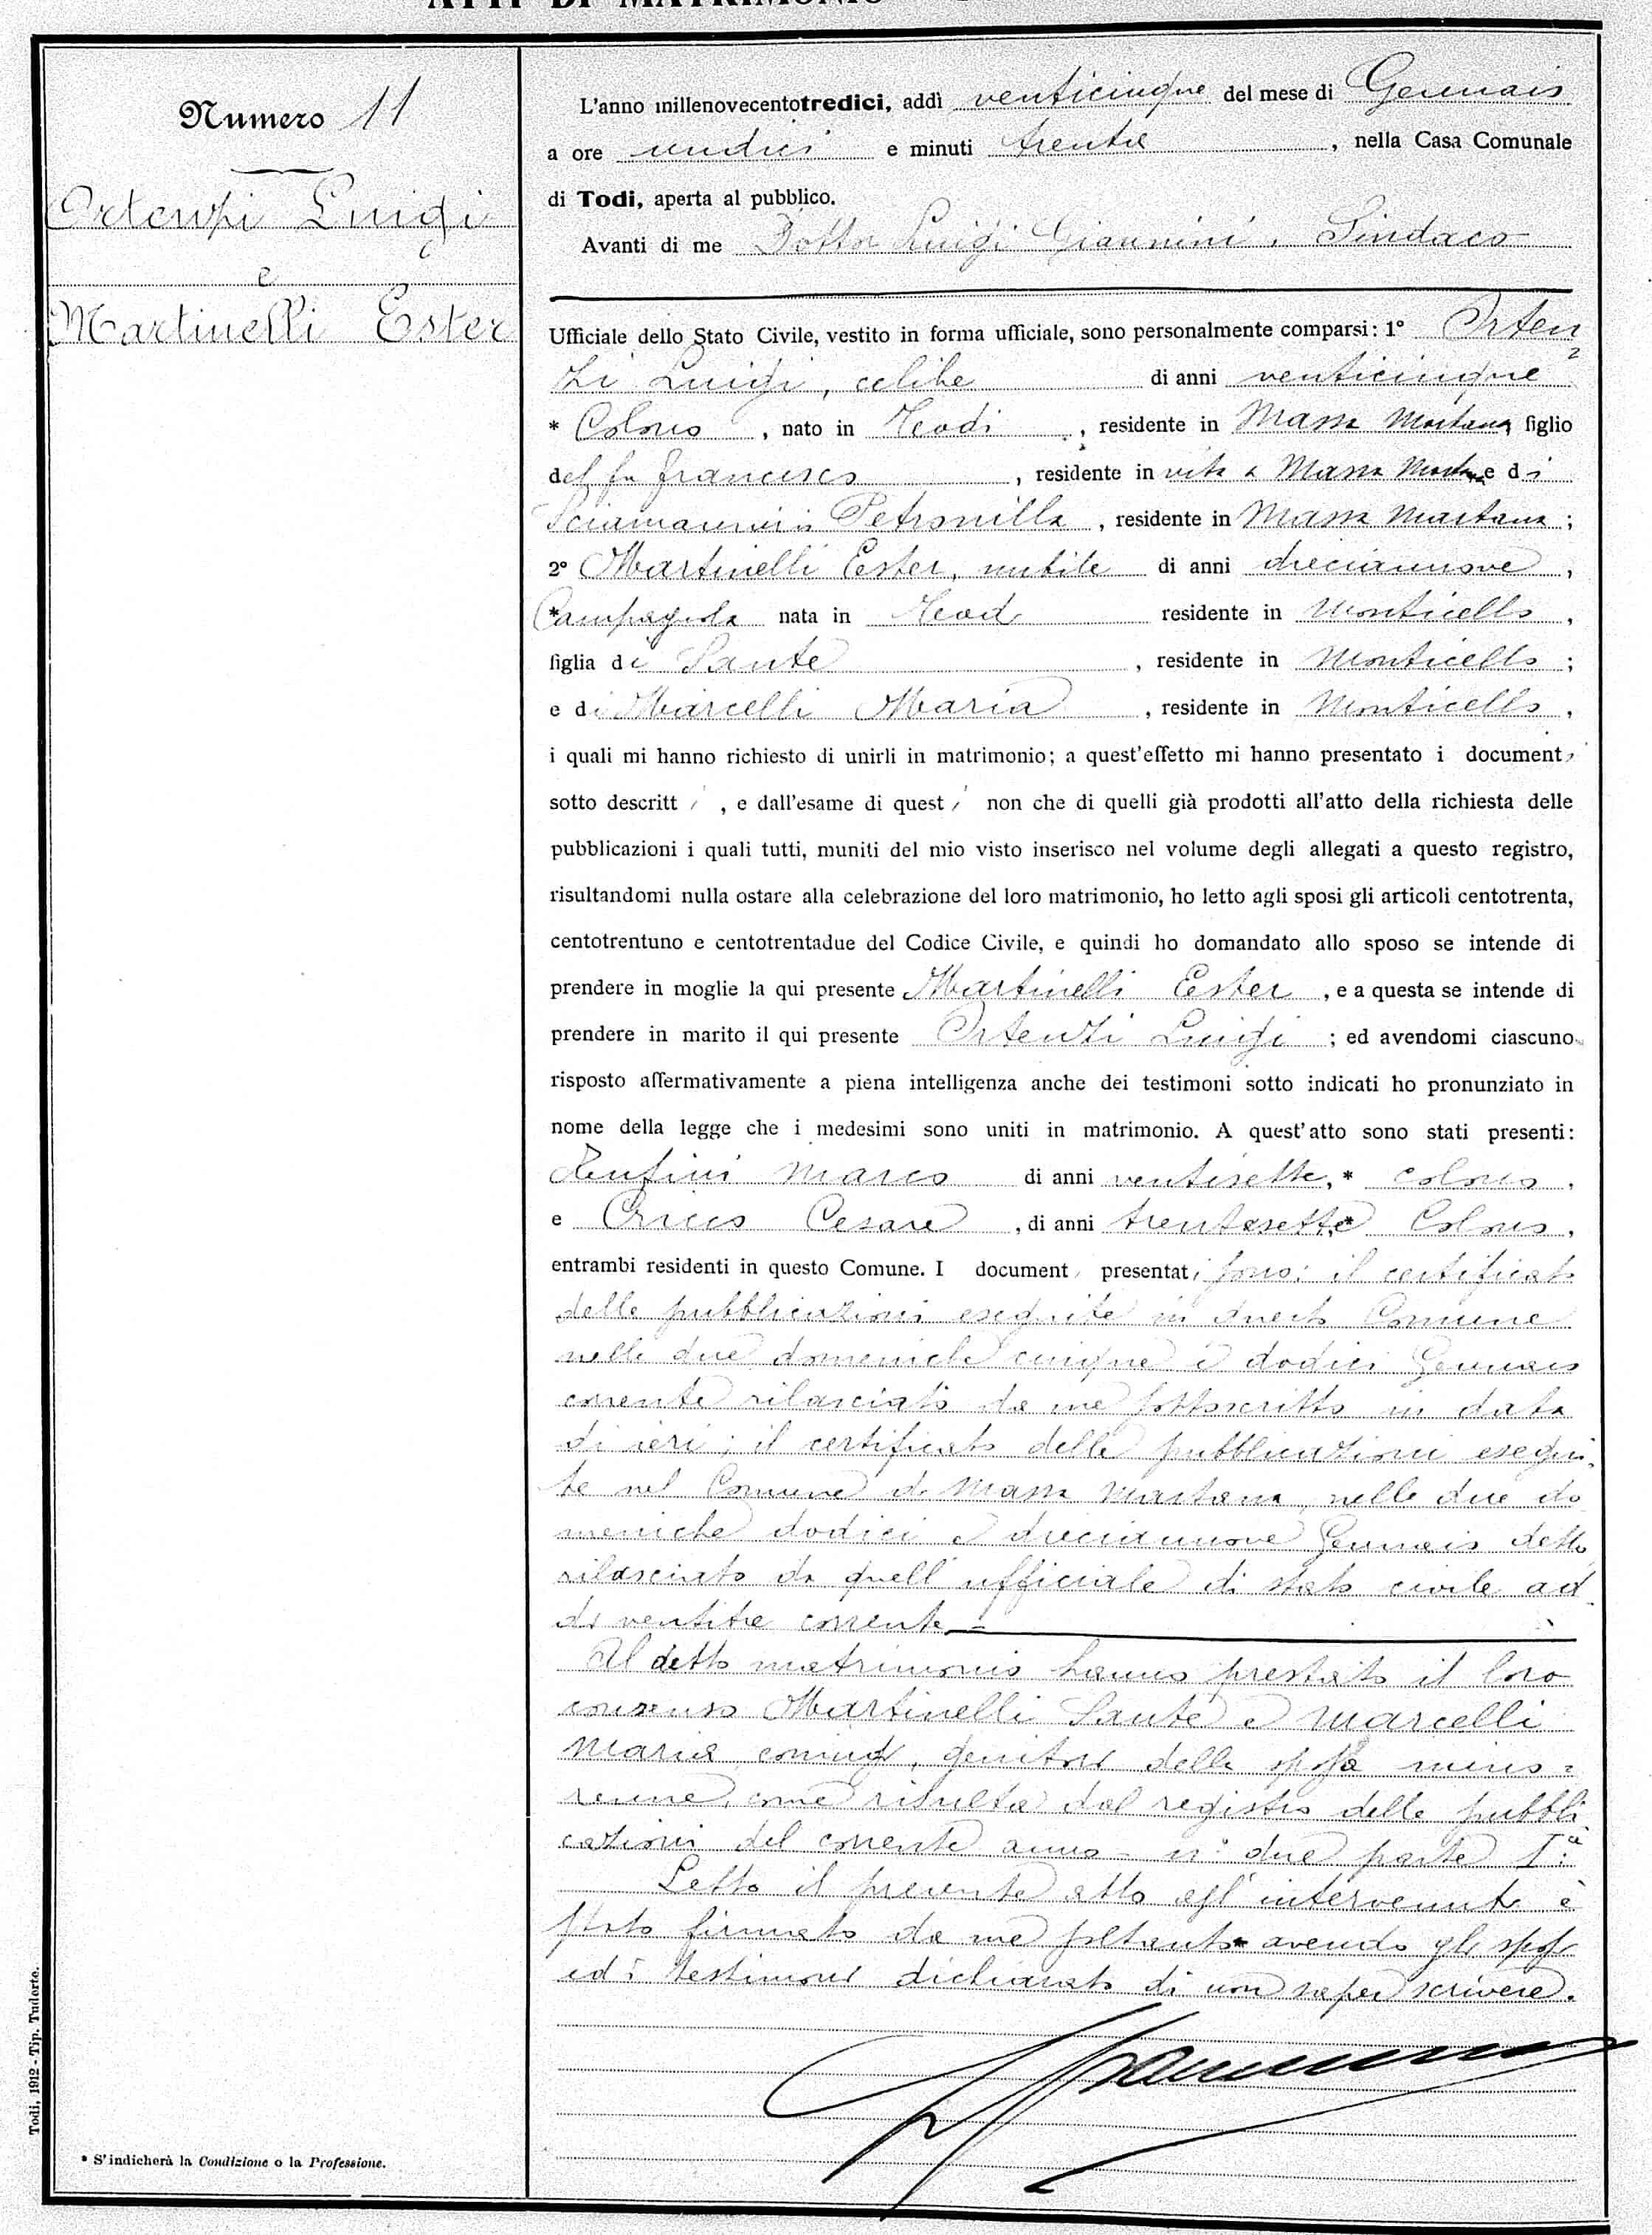 ATTI DI MATRIMONIO
Numero 11
Ortenzi Luigi
e
Martinelli Ester
L'anno millenovecentotredici, addì venticinque del mese di Gennaio
a ore undici e minuti trenta, nella Casa Comunale
di Todi, aperta al pubblico.
Avanti di me Dottor Luigi Giannini, Sindaco
Ufficiale dello Stato Civile, vestito in forma ufficiale, sono personalmente comparsi: 1° Orten
zi Luigi, celibe di anni venticinque
* Colono, nato in Todi, residente in Massa Martana, figlio
del fu Francesco, residente in vita a Massa Martana e di
Petronilla, residente in Massa Martana;
2° Martinelli Ester, nubile di anni diecianove,
* Campagnola nata in Todi residente in Monticello,
figlia di Sante, residente in Monticello;
e di Marcelli Maria, residente in Monticello,
i quali mi hanno richiesto di unirli in matrimonio; a quest'effetto mi hanno presentato i documenti
sotto descritti, e dall'esame di questi non che di quelli già prodotti all'atto della richiesta delle
pubblicazioni i quali tutti, muniti del mio visto inserisco nel volume degli allegati a questo registro,
risultandomi nulla ostare alla celebrazione del loro matrimonio, ho letto agli sposi gli articoli centotrenta,
centotrentuno e centotrentadue del Codice Civile, e quindi ho domandato allo sposo se intende di
prendere in moglie la qui presente Martinelli Ester, e a questa se intende di
prendere in marito il qui presente Ortenzi Luigi; ed avendomi ciascuno
risposto affermativamente a piena intelligenza anche dei testimoni sotto indicati ho pronunziato in
nome della legge che i medesimi sono uniti in matrimonio. A quest'atto sono stati presenti:
Rufini Marco di anni ventisette, * colono,
e Cesare, di anni trentasette * Colono,
entrambi residenti in questo Comune. I documenti presentati sono: il certificato
delle pubblicazioni eseguite in questo Comune
nelle due domeniche cinque e dodici Gennaio
corrente rilasciato da me sottoscritto in data
di ieri; il certificato delle pubblicazioni esegui
te nel Comune di Massa Martana, nelle due do
meniche dodici e diecianove Gennaio detto
rilasciato da quell'ufficiale di stato civile ad
dì ventitre corrente
Al detto matrimonio hanno prestato il loro
consenso Martinelli Sante e Marcelli
Maria coniugi, genitori della sposa mino=
renne, come risulta dal registro delle pubbli
cazioni del corrente anno - n° due parte Iª
Letto il presente atto agl'intervenuti è
stato firmato da me soltanto avendo gli sposi
ed i testimoni dichiarato di non saper scrivere.
Giannini
* S'indicherà la Condizione o la Professione.
Todi, 1912 - Tip. Tuderte.